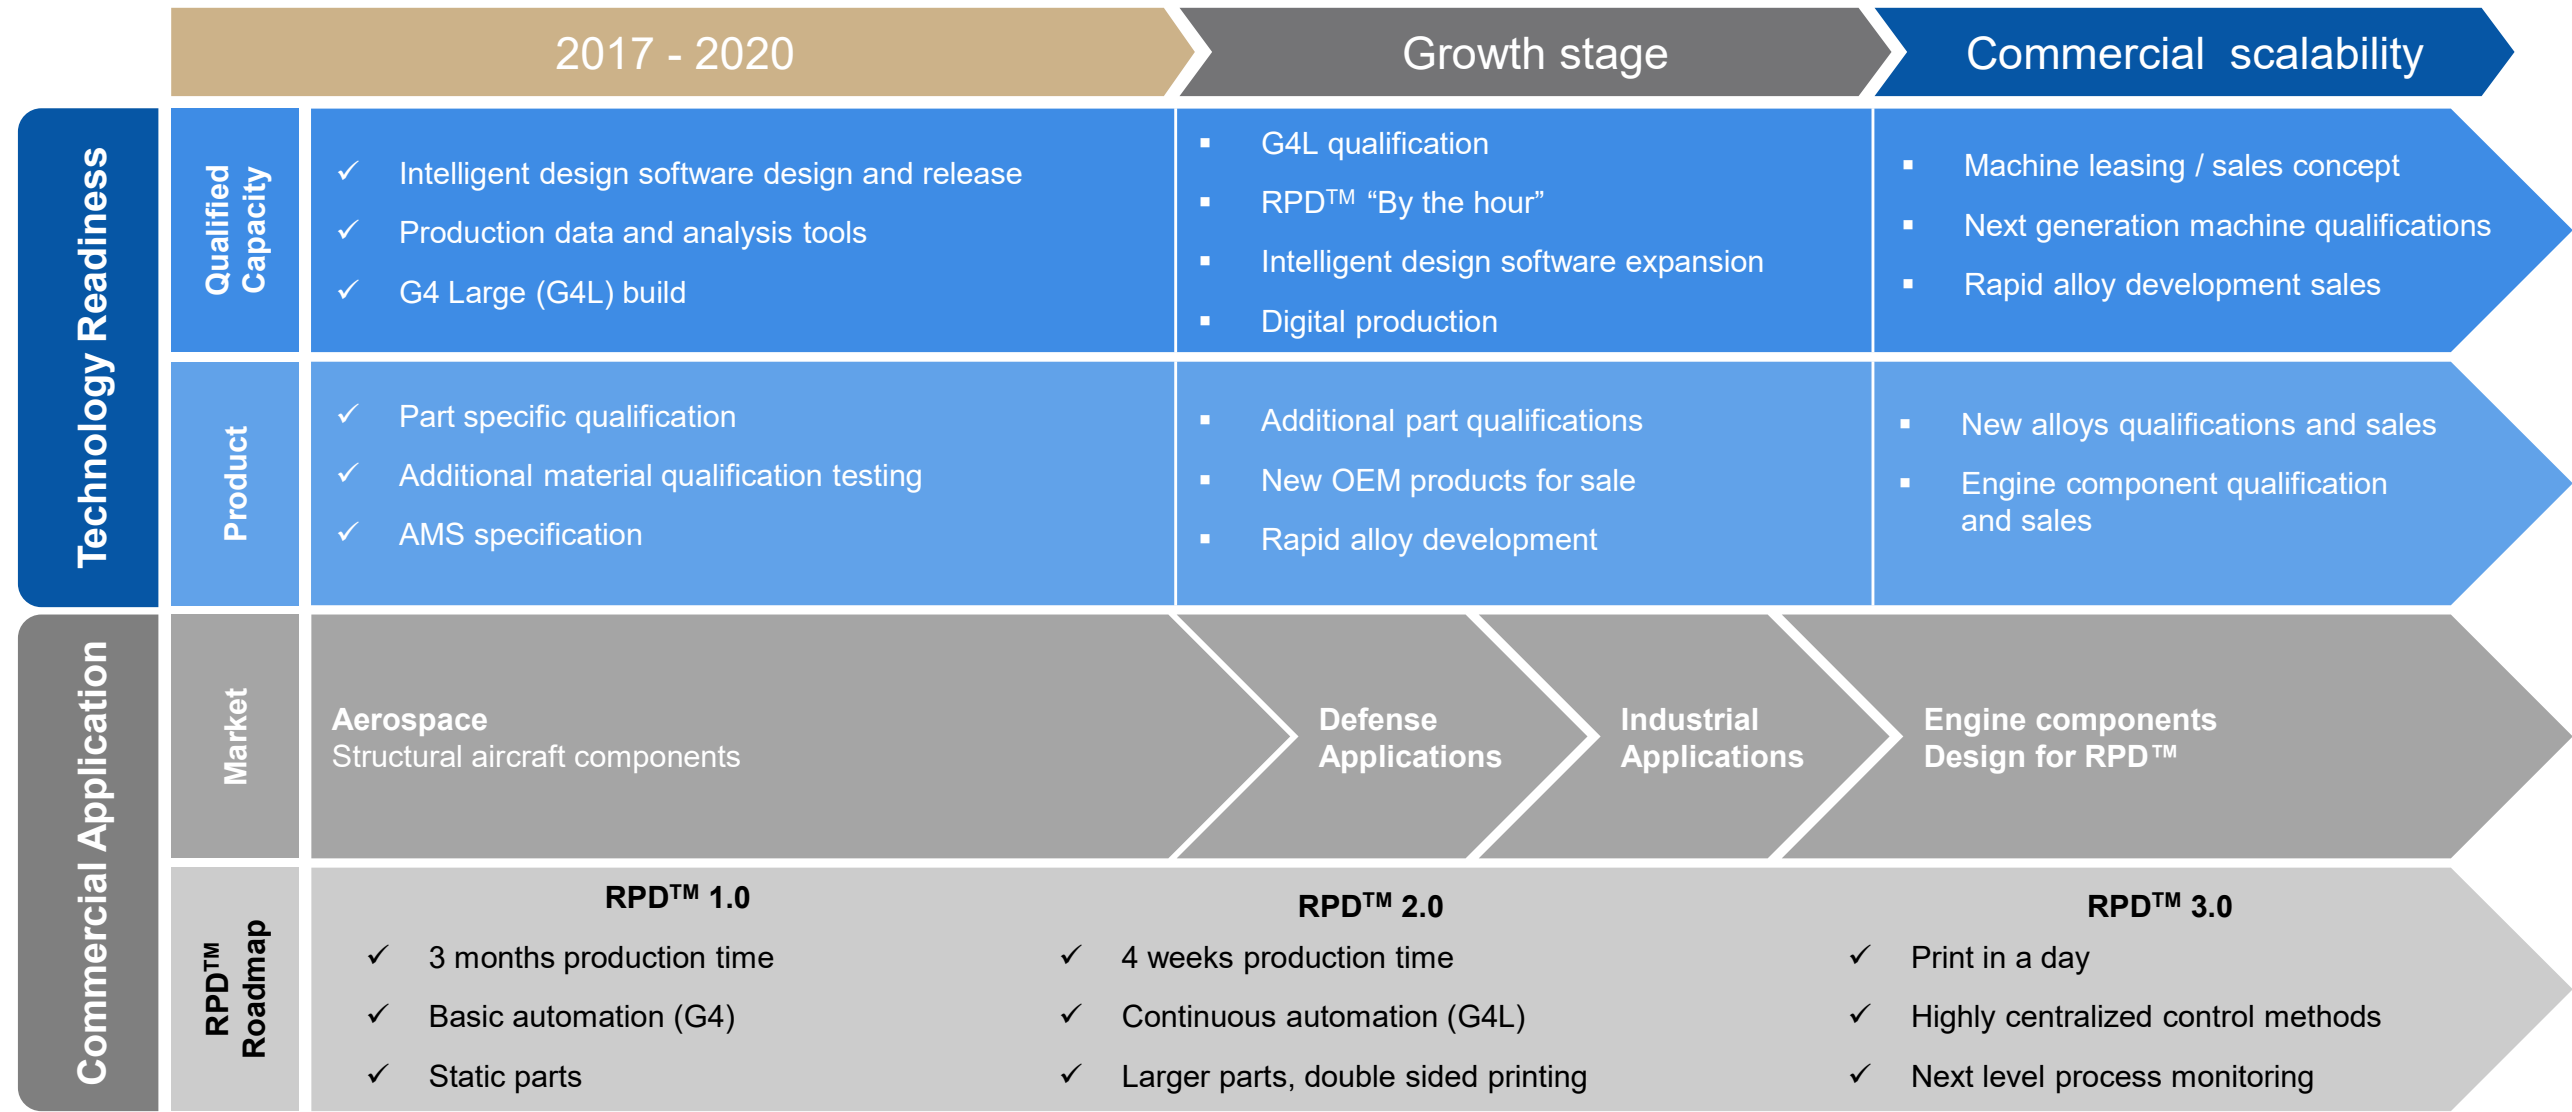 2017 - 2020
Growth stage
Commercial scalability
Technology Readiness
Qualified
Capacity
✓ Intelligent design software design and release
✓ Production data and analysis tools
✓ G4 Large (G4L) build
▪ G4L qualification
▪ RPD™ “By the hour”
▪ Intelligent design software expansion
▪ Digital production
▪ Machine leasing / sales concept
▪ Next generation machine qualifications
▪ Rapid alloy development sales
Product
✓ Part specific qualification
✓ Additional material qualification testing
✓ AMS specification
▪ Additional part qualifications
▪ New OEM products for sale
▪ Rapid alloy development
▪ New alloys qualifications and sales
▪ Engine component qualification
and sales
Commercial Application
Market
Aerospace
Structural aircraft components
Defense
Applications
Industrial
Applications
Engine components
Design for RPD™
RPD™
Roadmap
RPD™ 1.0
✓ 3 months production time
✓ Basic automation (G4)
✓ Static parts
RPD™ 2.0
✓ 4 weeks production time
✓ Continuous automation (G4L)
✓ Larger parts, double sided printing
RPD™ 3.0
✓ Print in a day
✓ Highly centralized control methods
✓ Next level process monitoring